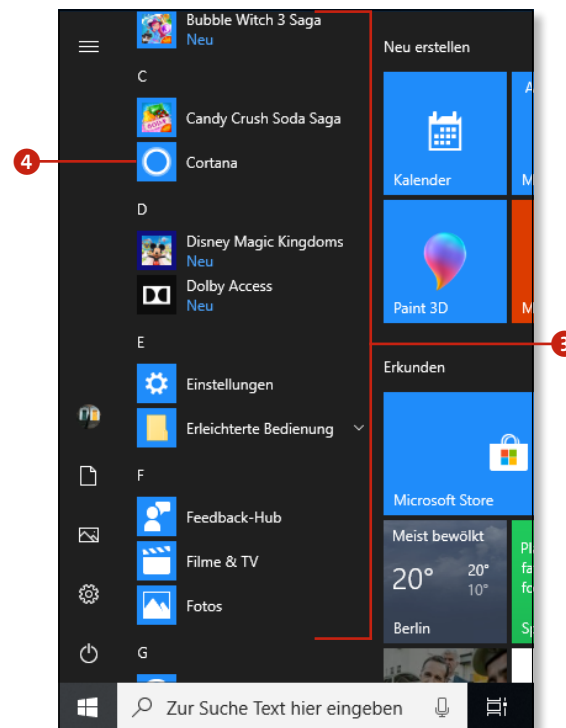 Bubble Witch 3 Saga
Neu
C
Candy Crush Soda Saga
Cortana
D
Disney Magic Kingdoms
Neu
Dolby Access
Neu
E
Einstellungen
Erleichterte Bedienung
F
Feedback-Hub
Filme & TV
Fotos
G
Neu erstellen
Kalender
Paint 3D
Erkunden
Microsoft Store
Meist bewölkt
20°
20°
10°
Berlin
Zur Suche Text hier eingeben
4
3